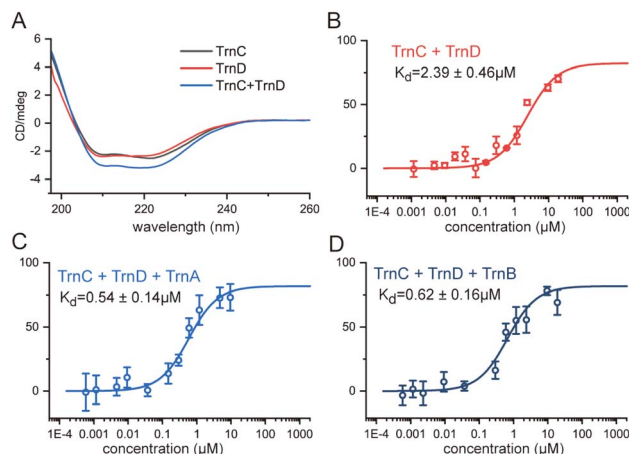 A
6
4
2
0
-2
-4
CD/mdeg
TrnC
TrnD
TrnC+TrnD
200 220 240 260
wavelength (nm)
B
100
50
0
TrnC + TrnD
Kd=2.39 ± 0.46μM
1E-4 0.001 0.01 0.1 1 10 100 1000
concentration (μM)
C
100
50
0
TrnC + TrnD + TrnA
Kd=0.54 ± 0.14μM
1E-4 0.001 0.01 0.1 1 10 100 1000
concentration (μM)
D
100
50
0
TrnC + TrnD + TrnB
Kd=0.62 ± 0.16μM
1E-4 0.001 0.01 0.1 1 10 100 1000
concentration (μM)